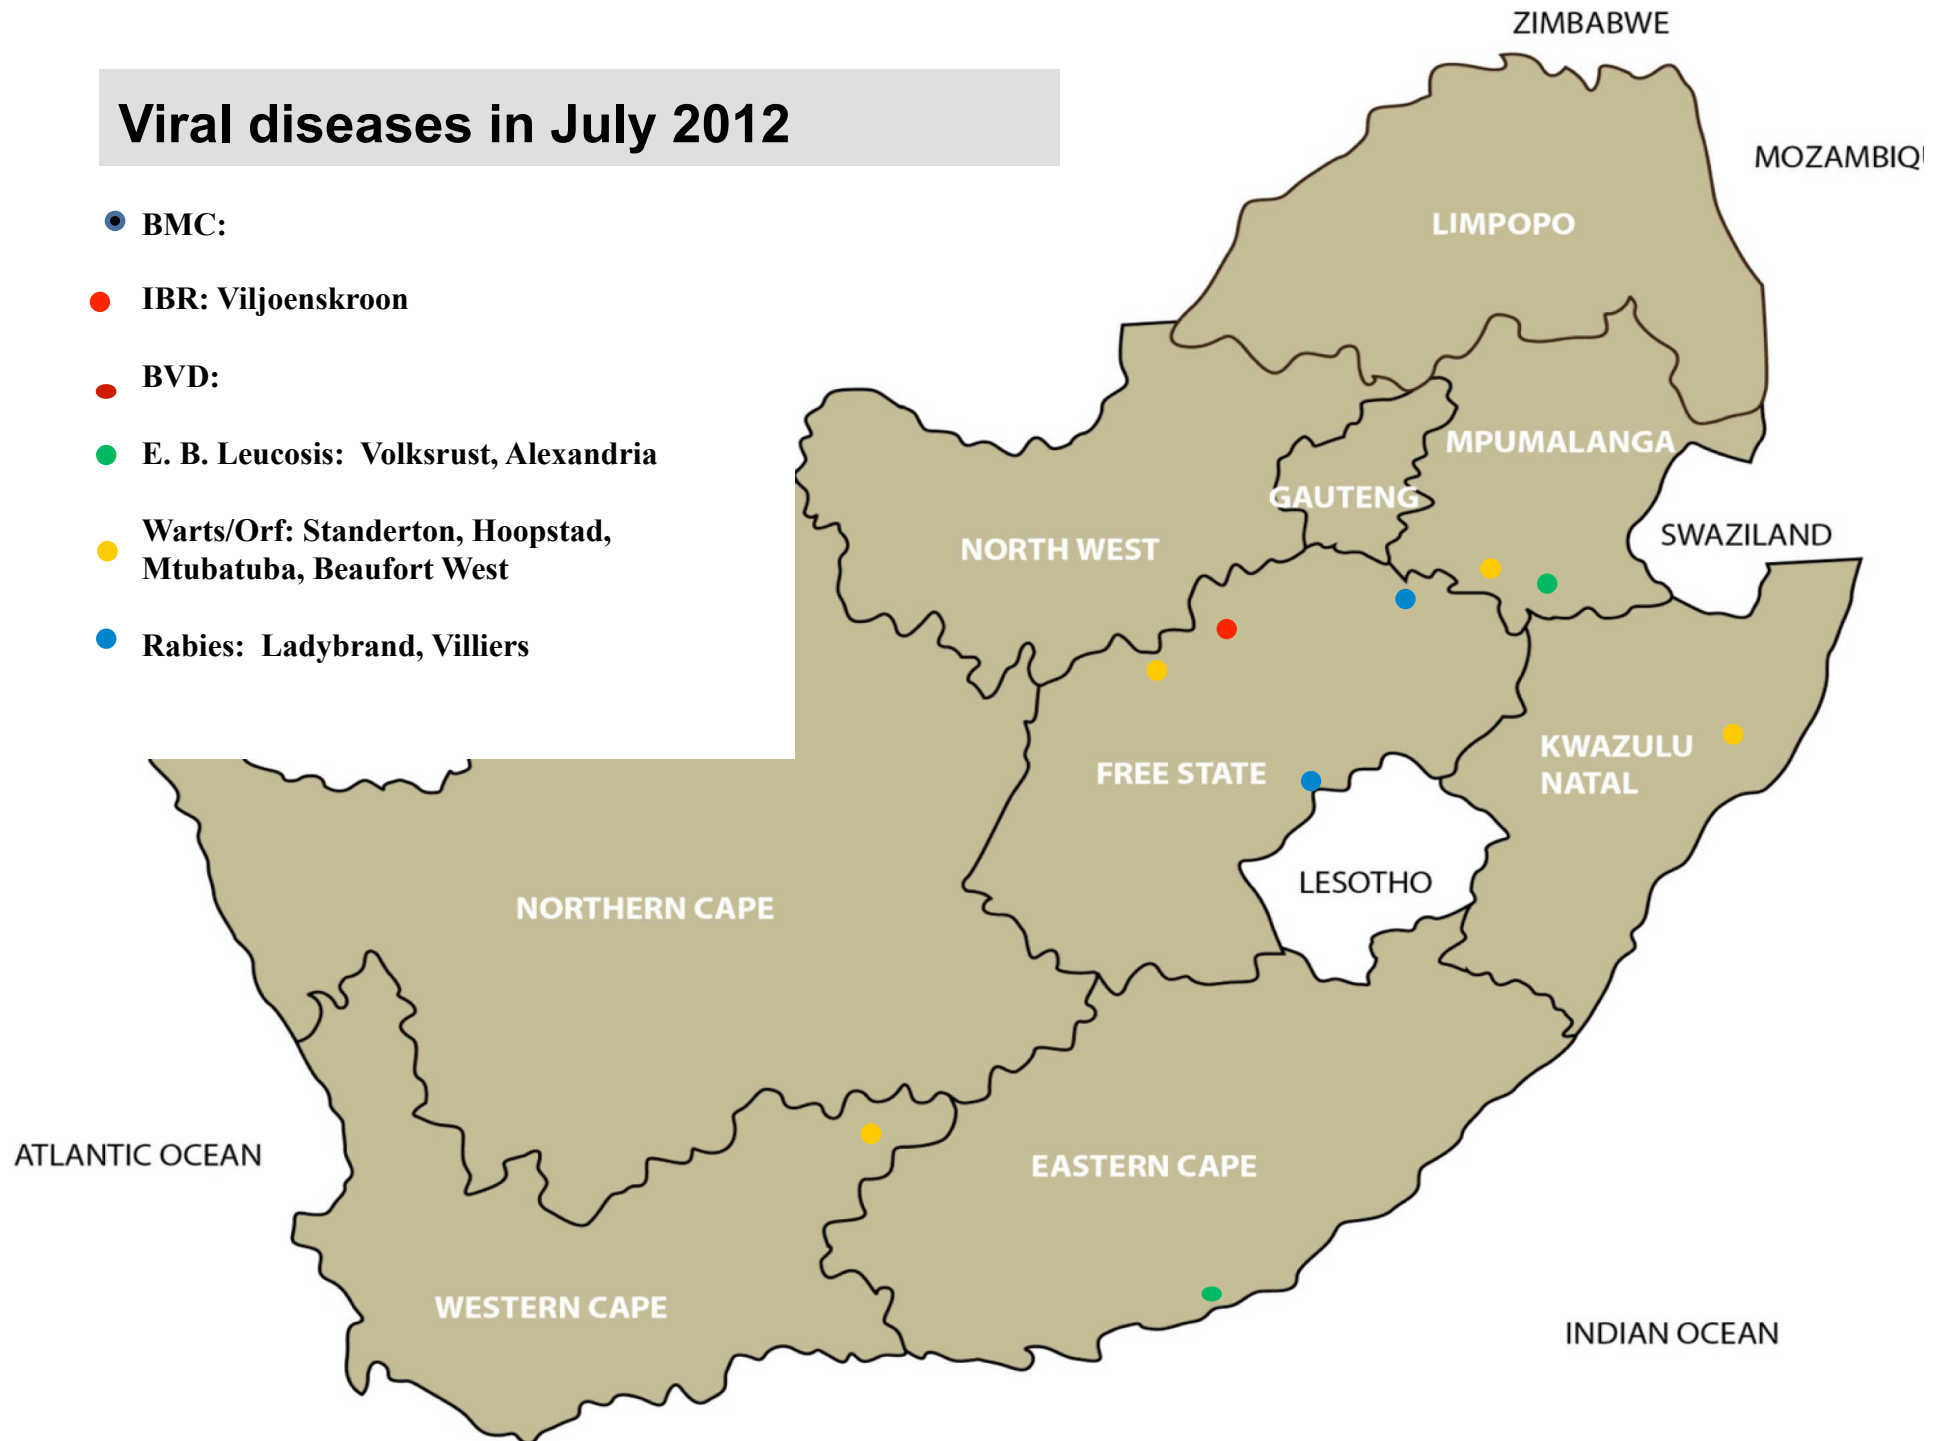 ZIMBABWE
Viral diseases in July 2012
MOZAMBIQ
BMC:
LIMPOPO
IBR: Viljoenskroon
BVD:
E. B. Leucosis:  Volksrust, Alexandria
MPUMALANGA
GAUTENG
Warts/Orf: Standerton, Hoopstad,
Mtubatuba, Beaufort West
NORTH WEST
SWAZILAND
Rabies:  Ladybrand, Villiers
KWAZULU
NATAL
FREE STATE
LESOTHO
NORTHERN CAPE
ATLANTIC OCEAN
EASTERN CAPE
WESTERN CAPE
INDIAN OCEAN